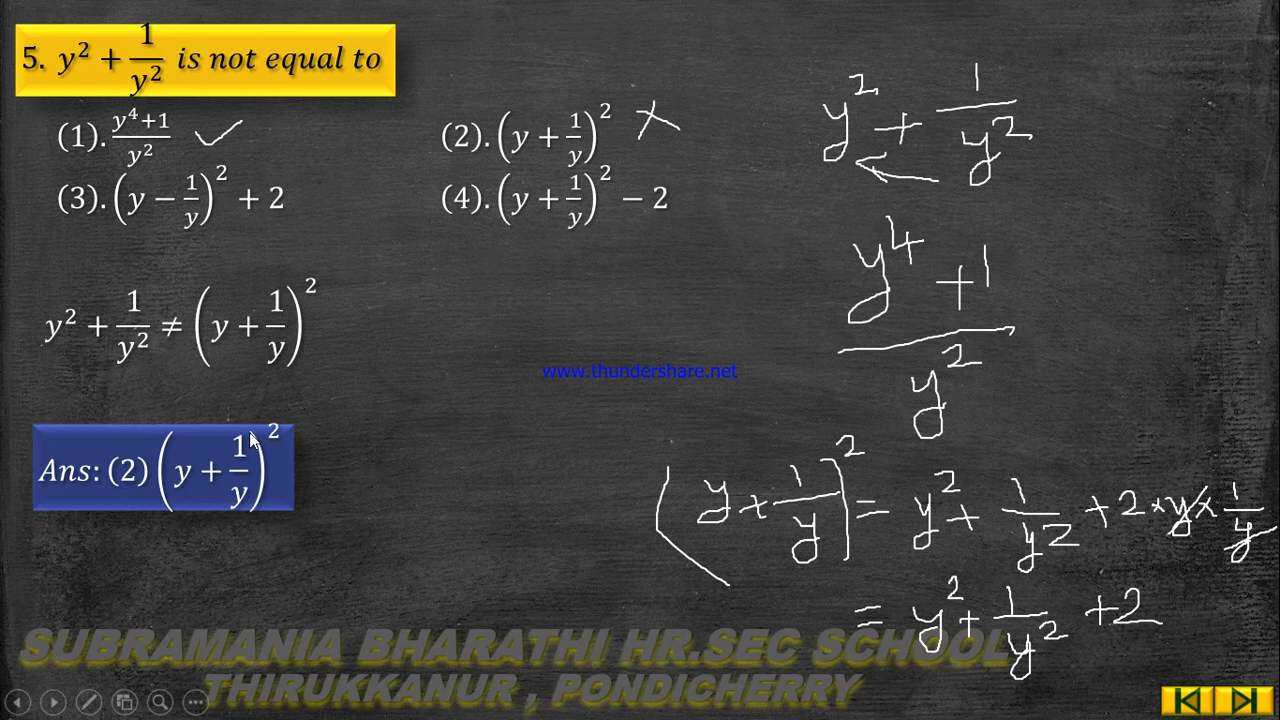 5. y² + 1/y² is not equal to
(1). (y⁴+1)/y² ✓
(2). (y + 1/y)² ✗
(3). (y − 1/y)² + 2
(4). (y + 1/y)² − 2
y² + 1/y² ≠ (y + 1/y)²
Ans: (2) (y + 1/y)²
y² + 1/y²
(y⁴ + 1)/y²
(y + 1/y)² = y² + 1/y² + 2 × y × 1/y
= y² + 1/y² + 2
www.thundershare.net
SUBRAMANIA BHARATHI HR.SEC SCHOOL
THIRUKKANUR , PONDICHERRY